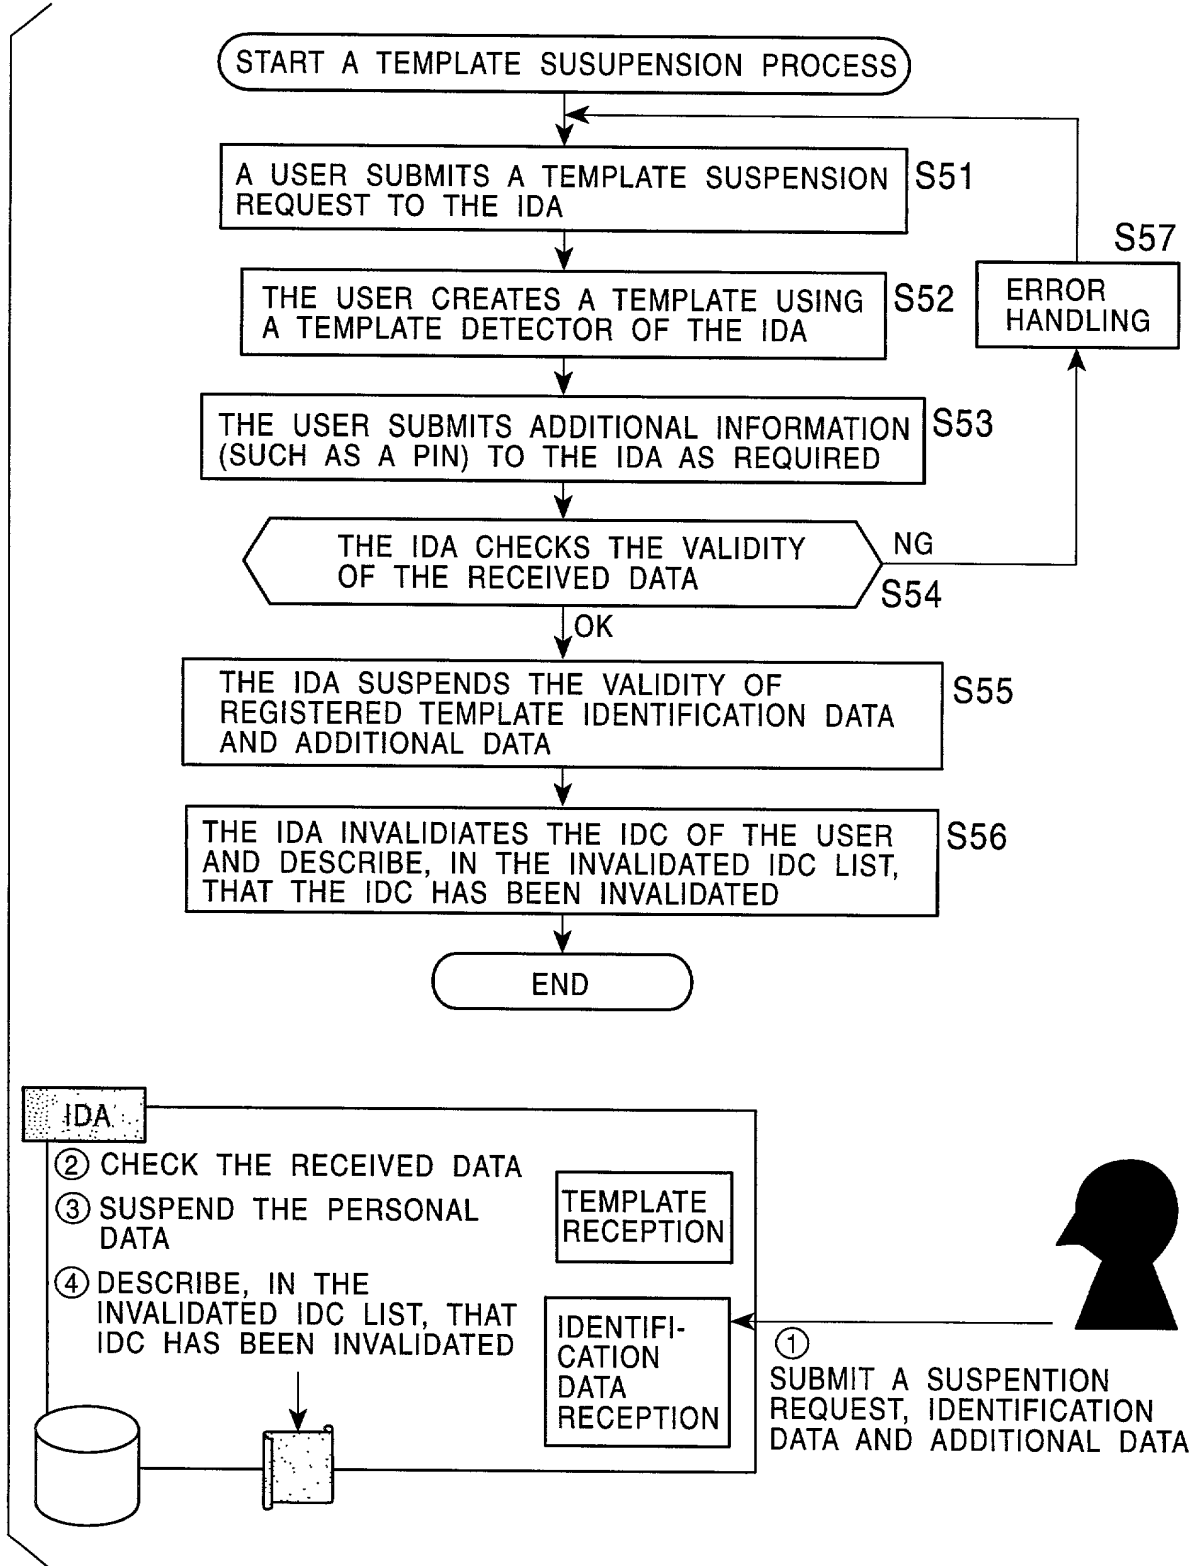 START A TEMPLATE SUSUPENSION PROCESS
A USER SUBMITS A TEMPLATE SUSPENSION
REQUEST TO THE IDA
S51
S57
ERROR
HANDLING
THE USER CREATES A TEMPLATE USING
A TEMPLATE DETECTOR OF THE IDA
S52
THE USER SUBMITS ADDITIONAL INFORMATION
(SUCH AS A PIN) TO THE IDA AS REQUIRED
S53
THE IDA CHECKS THE VALIDITY
OF THE RECEIVED DATA
NG
S54
OK
THE IDA SUSPENDS THE VALIDITY OF
REGISTERED TEMPLATE IDENTIFICATION DATA
AND ADDITIONAL DATA
S55
THE IDA INVALIDIATES THE IDC OF THE USER
AND DESCRIBE, IN THE INVALIDATED IDC LIST,
THAT THE IDC HAS BEEN INVALIDATED
S56
END
IDA
② CHECK THE RECEIVED DATA
③ SUSPEND THE PERSONAL
DATA
④ DESCRIBE, IN THE
INVALIDATED IDC LIST, THAT
IDC HAS BEEN INVALIDATED
TEMPLATE
RECEPTION
IDENTIFI-
CATION
DATA
RECEPTION
①
SUBMIT A SUSPENTION
REQUEST, IDENTIFICATION
DATA AND ADDITIONAL DATA